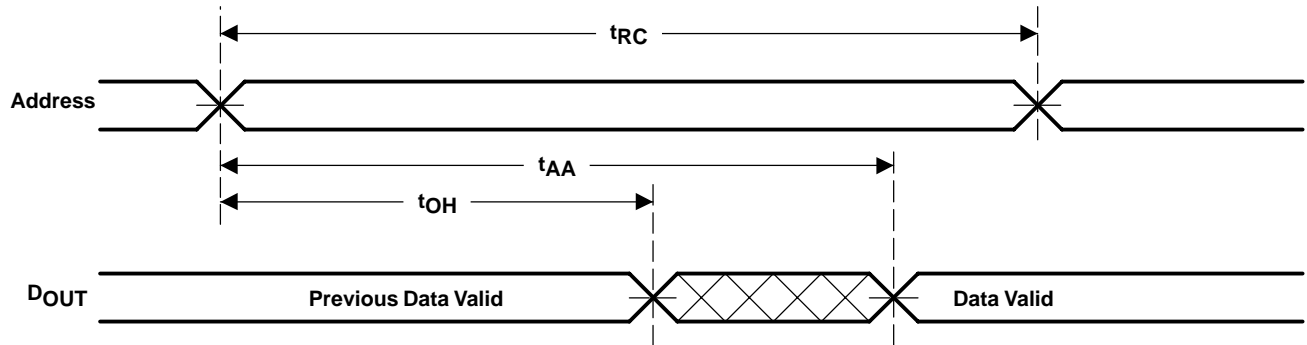 tRC
Address
tAA
tOH
DOUT
Previous Data Valid
Data Valid